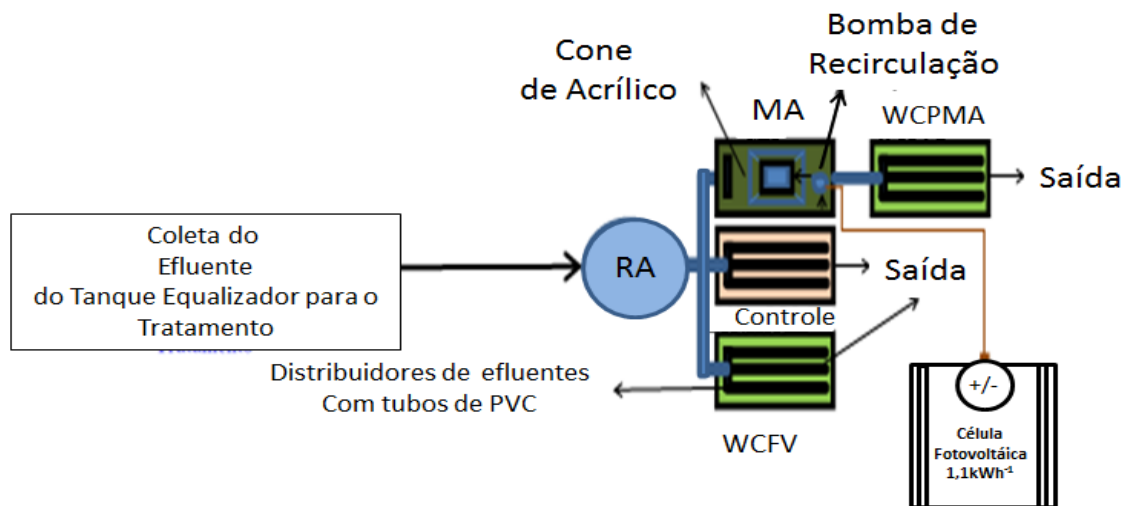 Bomba de
Recirculação
Cone
de Acrílico
MA
WCPMA
Saída
Coleta do
Efluente
do Tanque Equalizador para o
Tratamento
RA
Saída
Controle
Distribuidores de efluentes
Com tubos de PVC
WCFV
+/-
Célula
Fotovoltáica
1,1kWh⁻¹